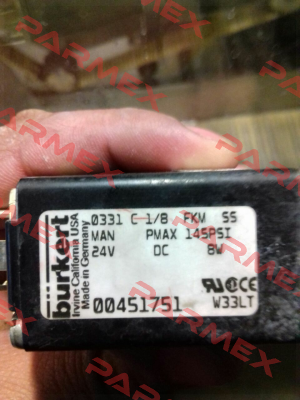 burkert
Irvine California USA
Made in Germany
0331 C 1/8 FKM SS
MAN PMAX 145PSI
24V DC 8W
00451751
W33LT
PARMEX
PARMEX
PARMEX
PARMEX
PARMEX